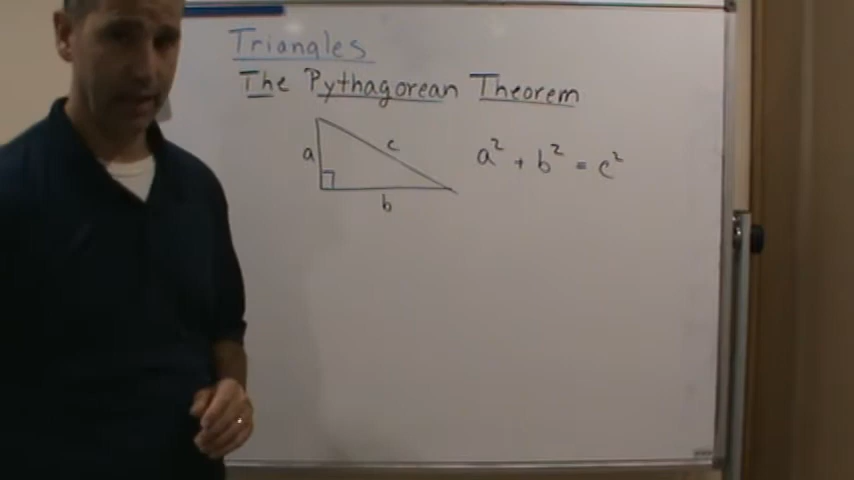 Triangles
The Pythagorean Theorem
a
c
b
a² + b² = c²